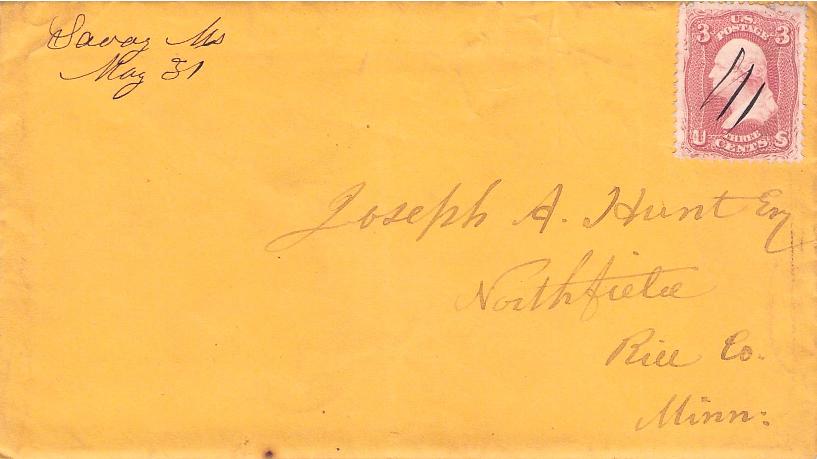 Savoy Ms
May 31
U.S.
POSTAGE
3 3
U S
THREE
CENTS
Joseph A. Hunt Esq
Northfield
Rice Co.
Minn.